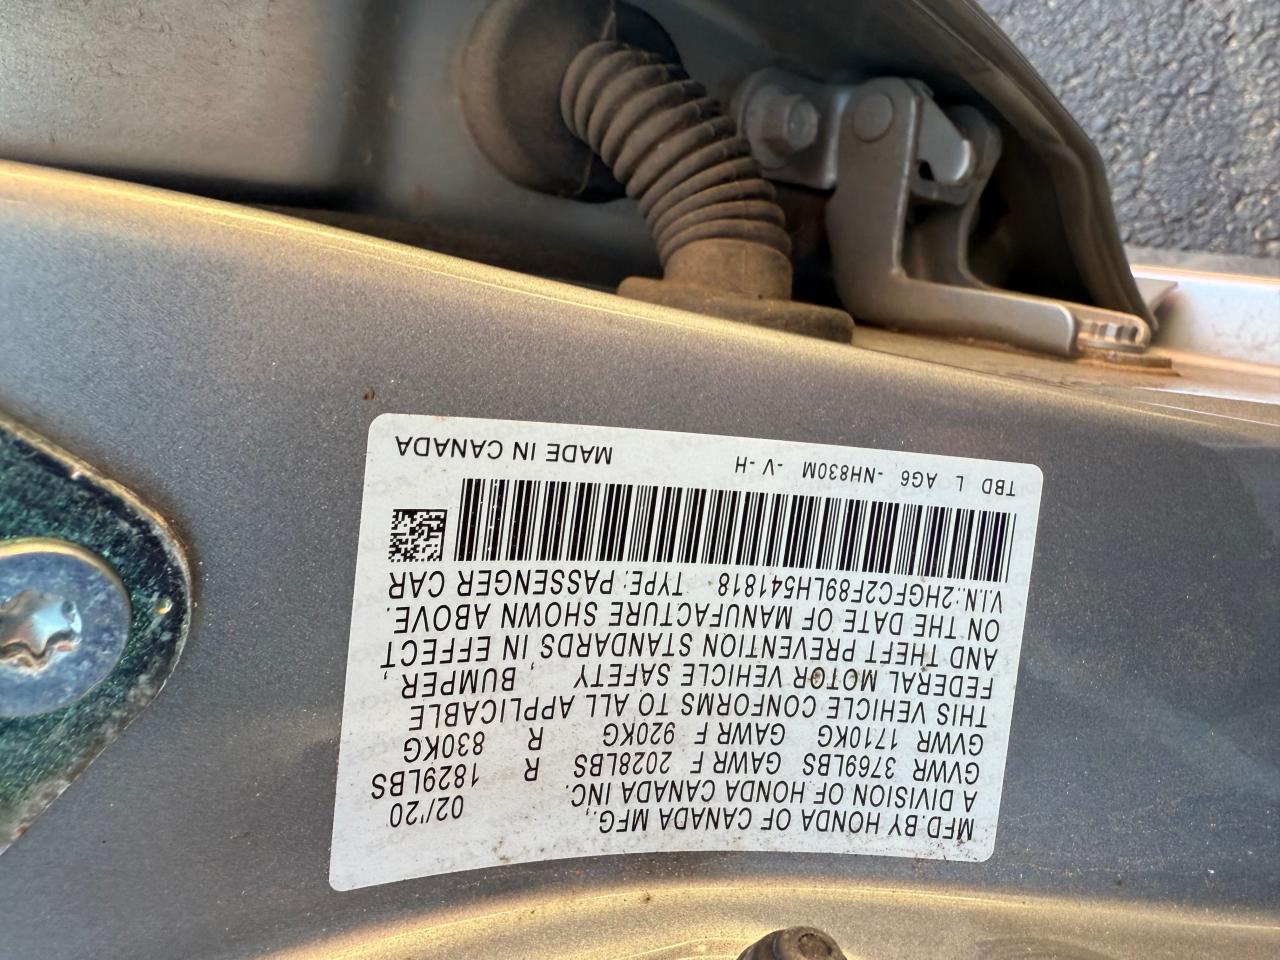 MFD.BY HONDA OF CANADA MFG., 02/'20
A DIVISION OF HONDA CANADA INC.
GVWR 3769LBS GAWR F 2028LBS R 1829LBS
GVWR 1710KG GAWR F 920KG R 830KG
THIS VEHICLE CONFORMS TO ALL APPLICABLE
FEDERAL MOTOR VEHICLE SAFETY BUMPER,
AND THEFT PREVENTION STANDARDS, IN EFFECT
ON THE DATE OF MANUFACTURE SHOWN ABOVE.
V.I.N.:2HGFC2F89LH541818 TYPE: PASSENGER CAR
TBD L AG6 -NH830M -V -H MADE IN CANADA